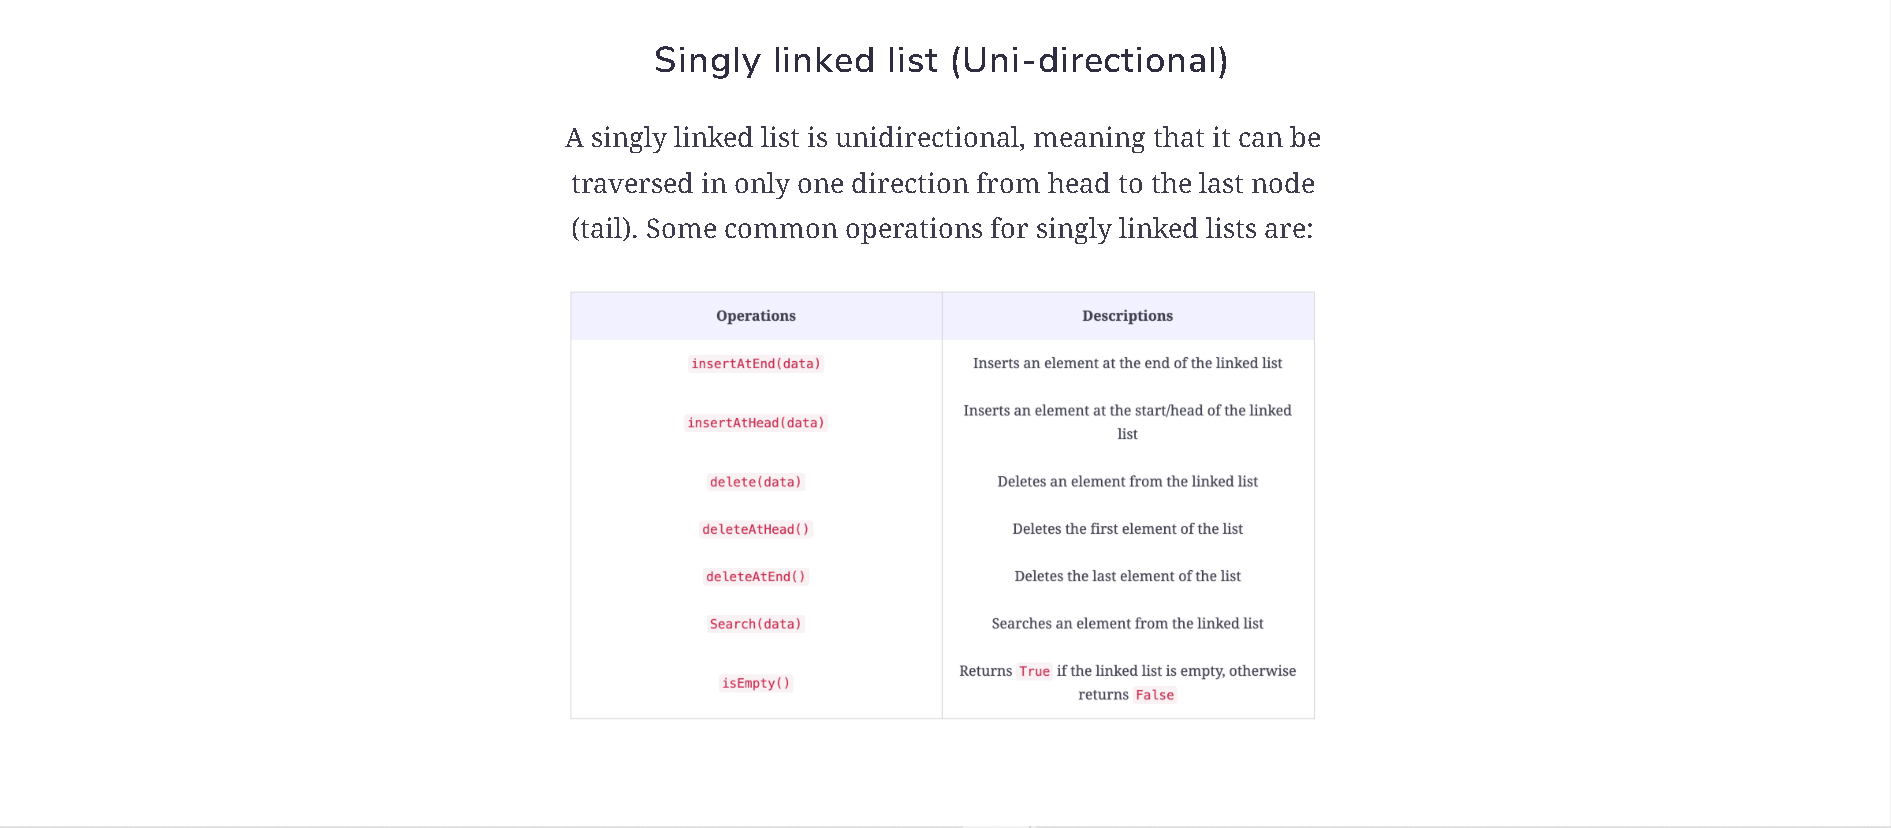 Singly linked list (Uni-directional)
A singly linked list is unidirectional, meaning that it can be
traversed in only one direction from head to the last node
(tail). Some common operations for singly linked lists are:
Operations Descriptions
insertAtEnd(data) Inserts an element at the end of the linked list
insertAtHead(data) Inserts an element at the start/head of the linked
list
delete(data) Deletes an element from the linked list
deleteAtHead() Deletes the first element of the list
deleteAtEnd() Deletes the last element of the list
Search(data) Searches an element from the linked list
isEmpty() Returns True if the linked list is empty, otherwise
returns False